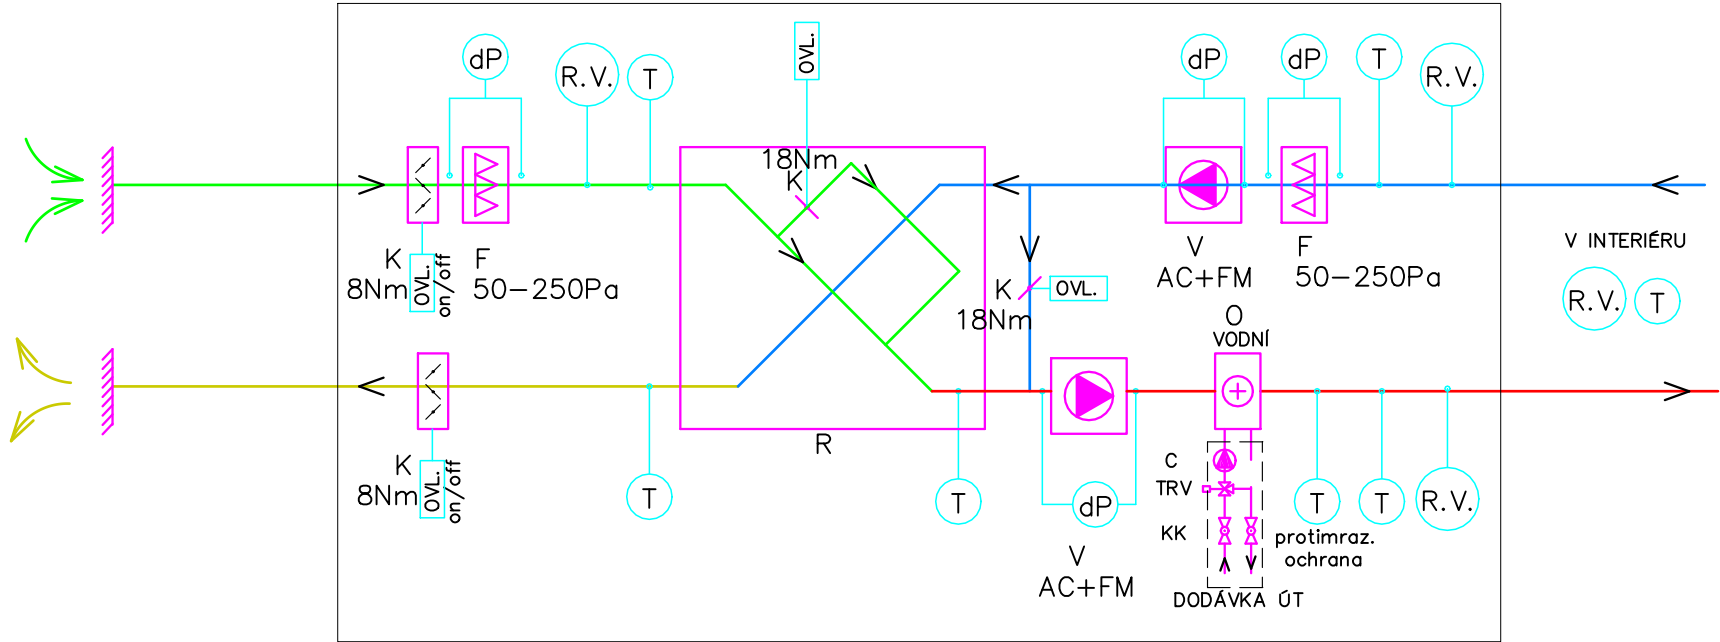 dP
R.V.
T
OVL.
dP
dP
T
R.V.
18Nm
K
K
8Nm
OVL.
on/off
F
50-250Pa
V
AC+FM
F
50-250Pa
V INTERIÉRU
R.V.
T
K
18Nm
OVL.
O
VODNÍ
R
K
8Nm
OVL.
on/off
T
T
dP
V
AC+FM
C
TRV
KK
T
T
R.V.
protimraz.
ochrana
DODÁVKA ÚT